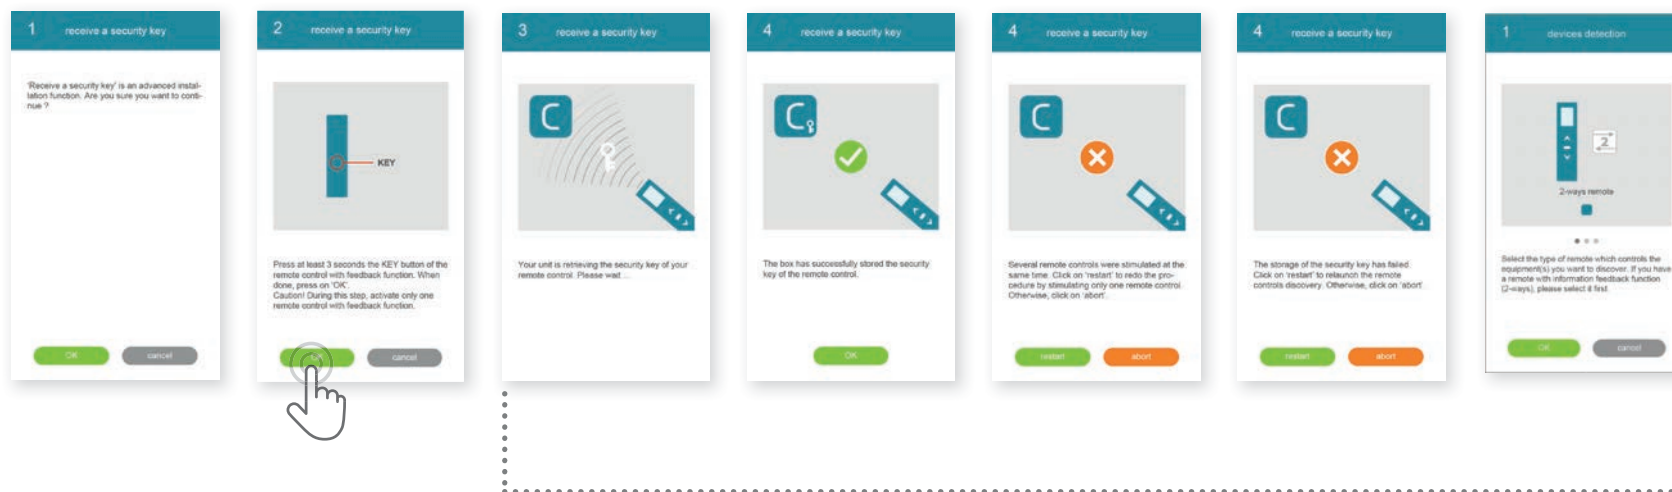 1 receive a security key
'Receive a security key' is an advanced instal-
lation function. Are you sure you want to conti-
nue ?
OK cancel
2 receive a security key
KEY
Press at least 3 seconds the KEY button of the
remote control with feedback function. When
done, press on 'OK'.
Caution! During this step, activate only one
remote control with feedback function.
OK cancel
3 receive a security key
C
Your unit is retrieving the security key of your
remote control. Please wait ...
4 receive a security key
C
The box has successfully stored the security
key of the remote control.
OK
4 receive a security key
C
Several remote controls were stimulated at the
same time. Click on 'restart' to redo the pro-
cedure by stimulating only one remote control.
Otherwise, click on 'abort'.
restart abort
4 receive a security key
C
The storage of the security key has failed.
Click on 'restart' to relaunch the remote
controls discovery. Otherwise, click on 'abort'.
restart abort
1 devices detection
2
2-ways remote
Select the type of remote which controls the
equipment(s) you want to discover. If you have
a remote with information feedback function
(2-ways), please select it first.
OK cancel